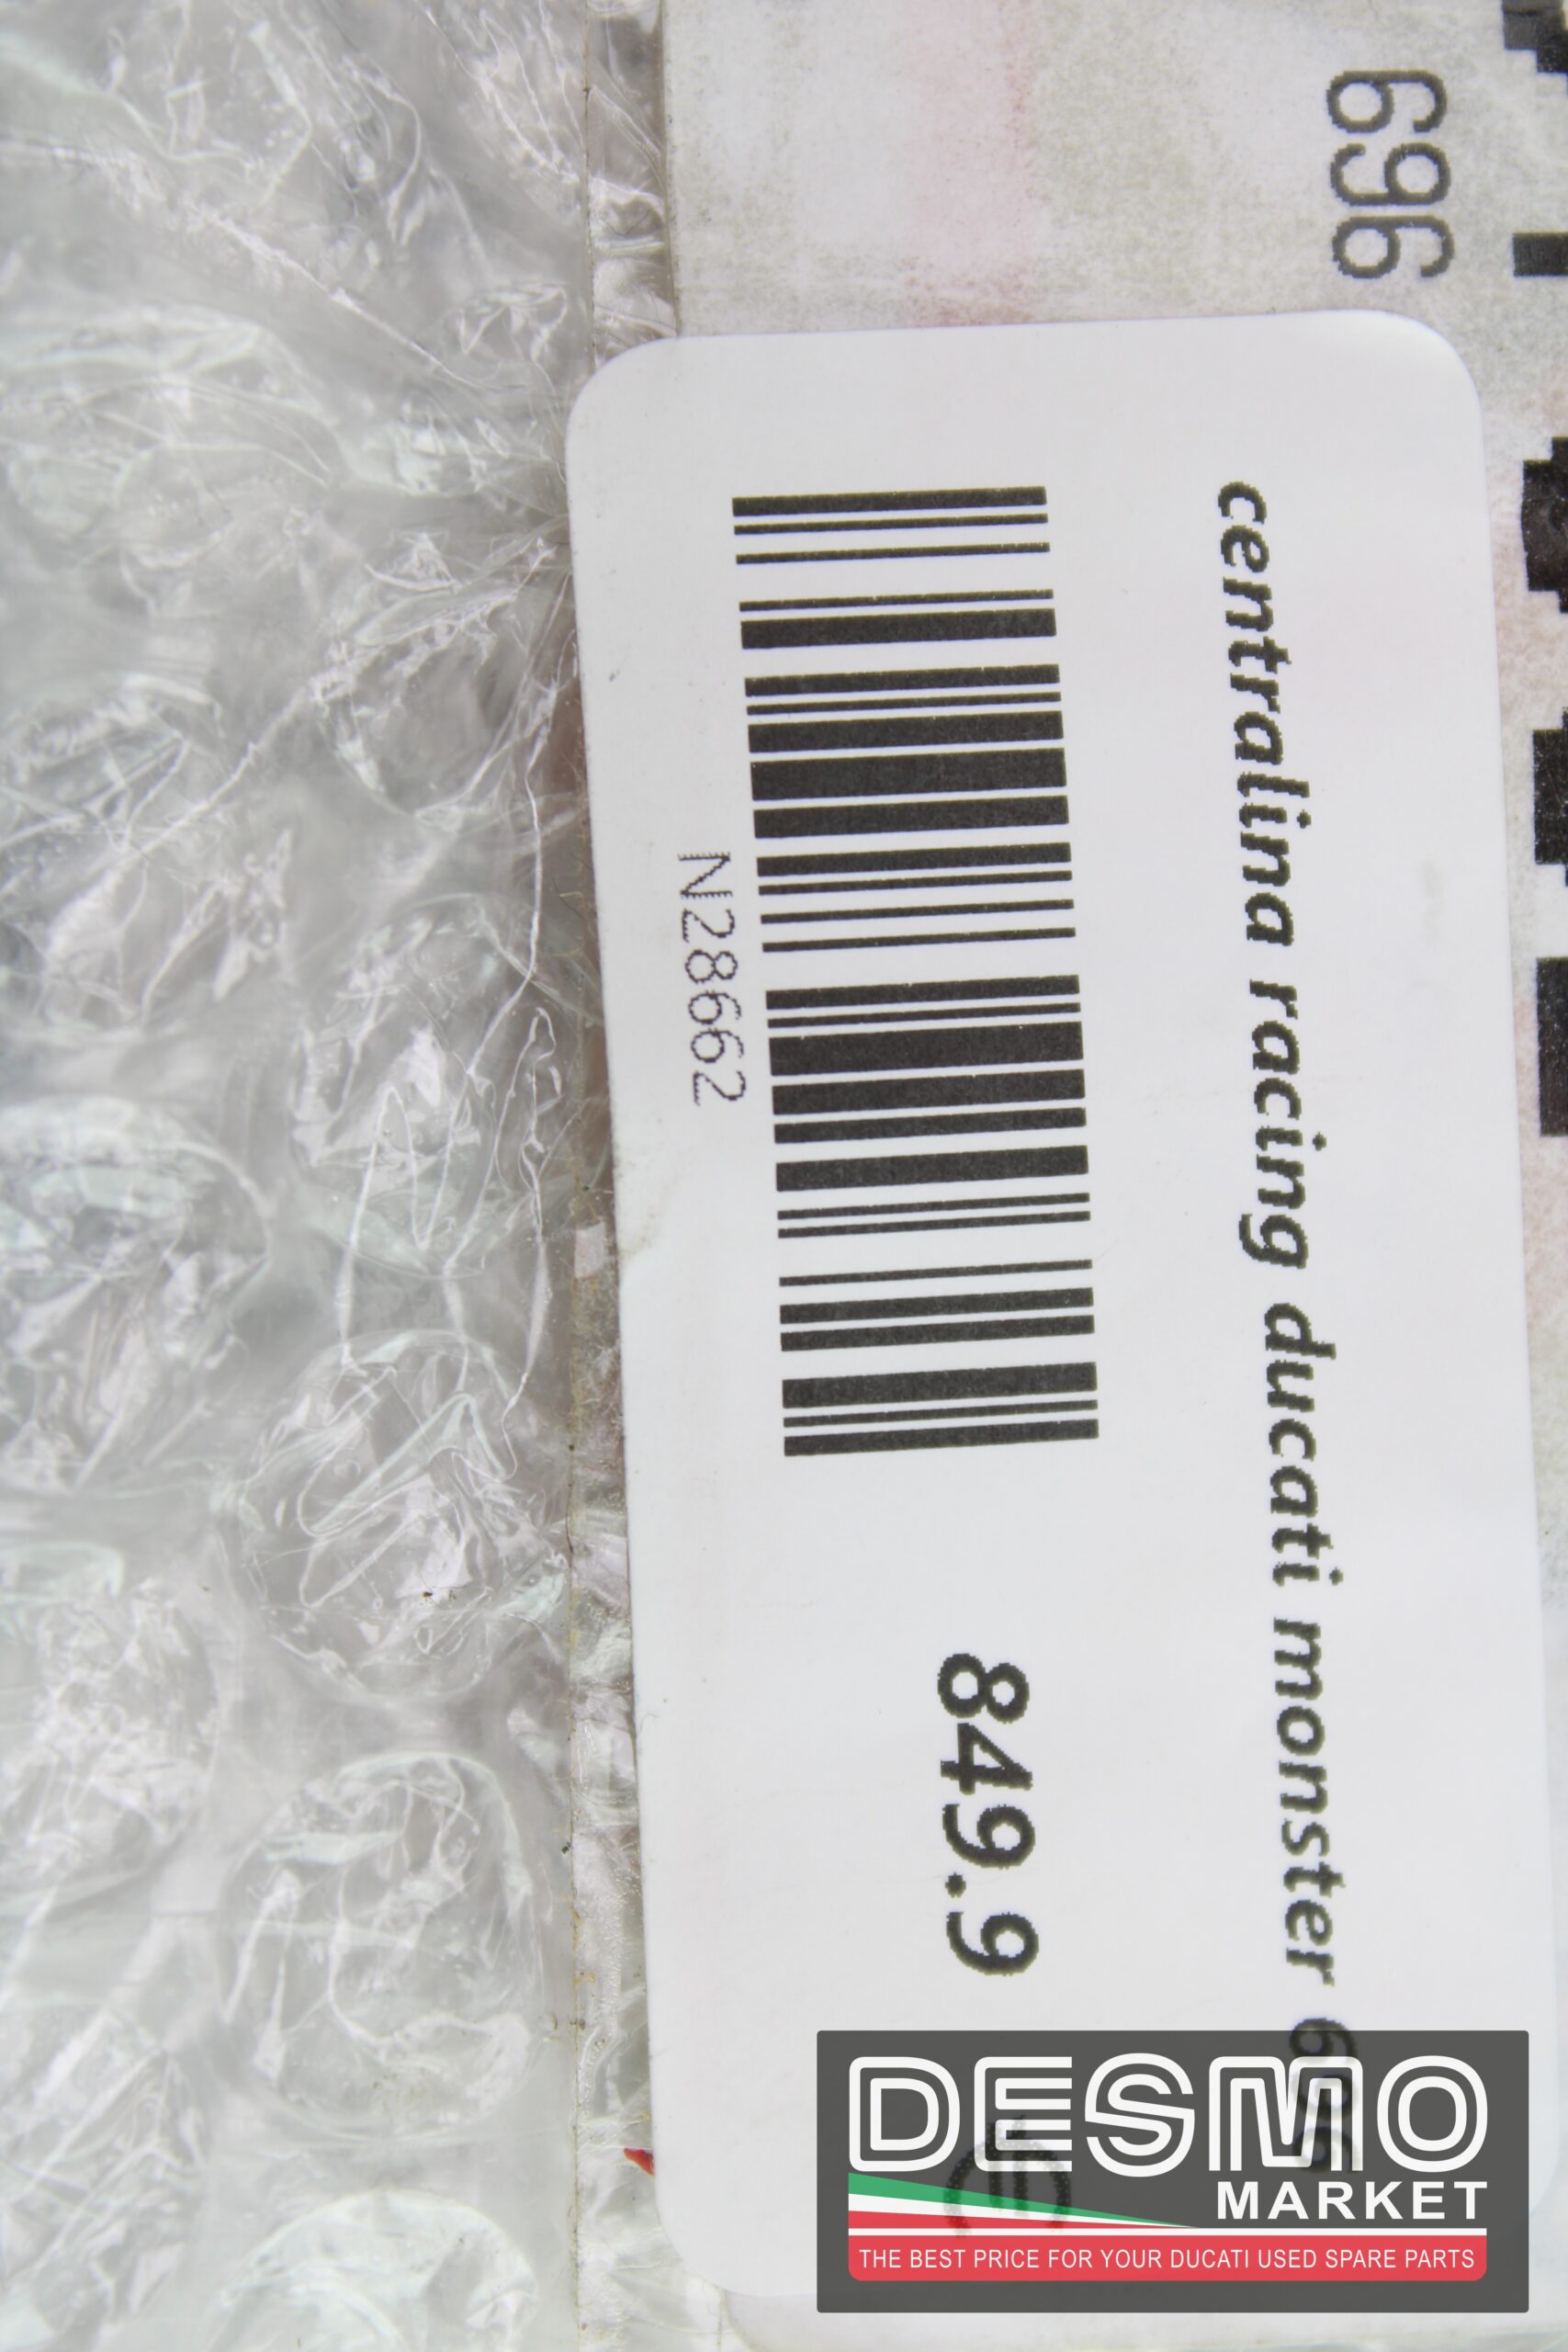 696
centralina racing ducati monster 696
849.9 €
N28662
DESMO
MARKET
THE BEST PRICE FOR YOUR DUCATI USED SPARE PARTS